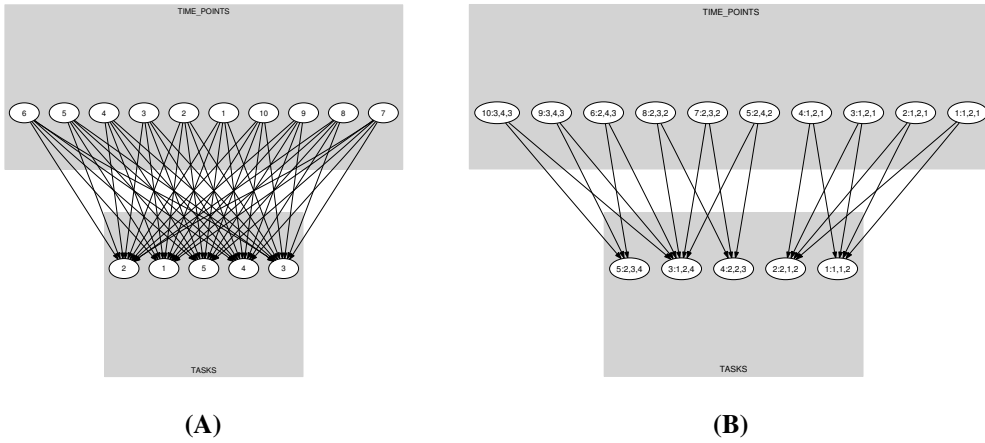 TIME_POINTS
6 5 4 3 2 1 10 9 8 7
2 1 5 4 3
TASKS
(A)
TIME_POINTS
10:3,4,3 9:3,4,3 6:2,4,3 8:2,3,2 7:2,3,2 5:2,4,2 4:1,2,1 3:1,2,1 2:1,2,1 1:1,2,1
5:2,3,4 3:1,2,4 4:2,2,3 2:2,1,2 1:1,1,2
TASKS
(B)